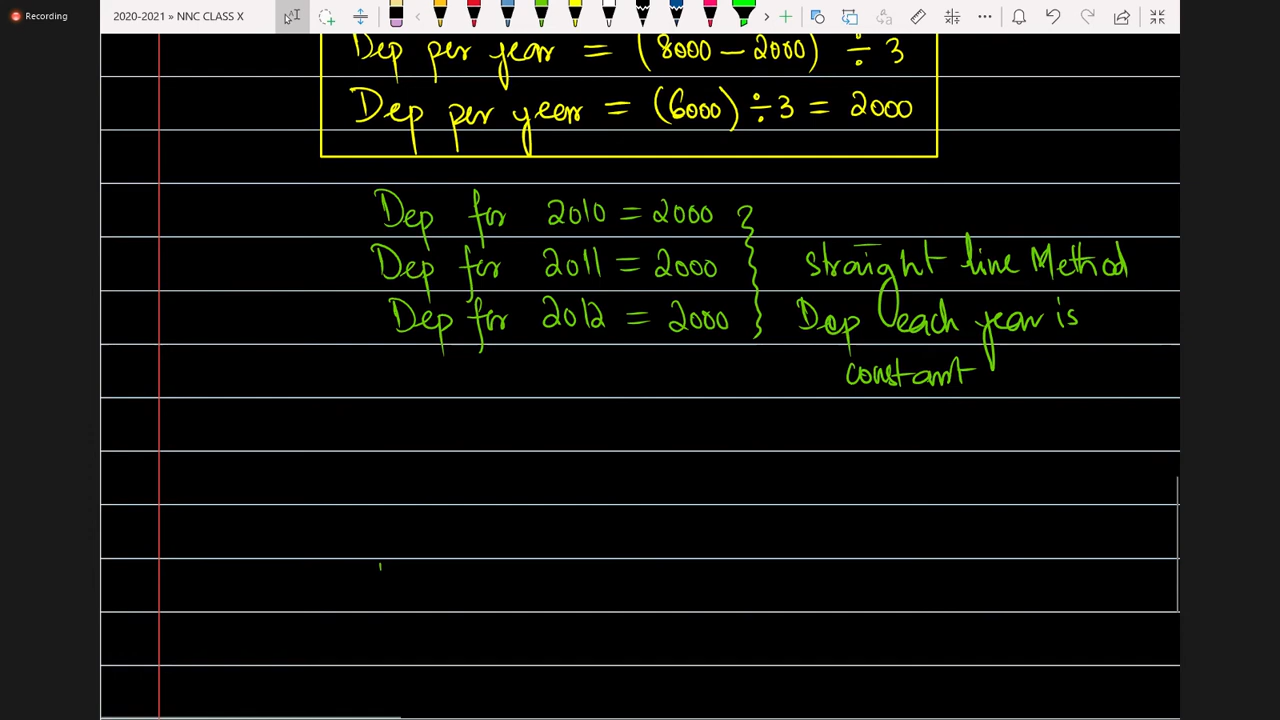 Recording
2020-2021 » NNC CLASS X
Dep per year = (8000 - 2000) ÷ 3
Dep per year = (6000) ÷ 3 = 2000
Dep for 2010 = 2000
Dep for 2011 = 2000
Dep for 2012 = 2000
straight line Method
Dep each year is
constant